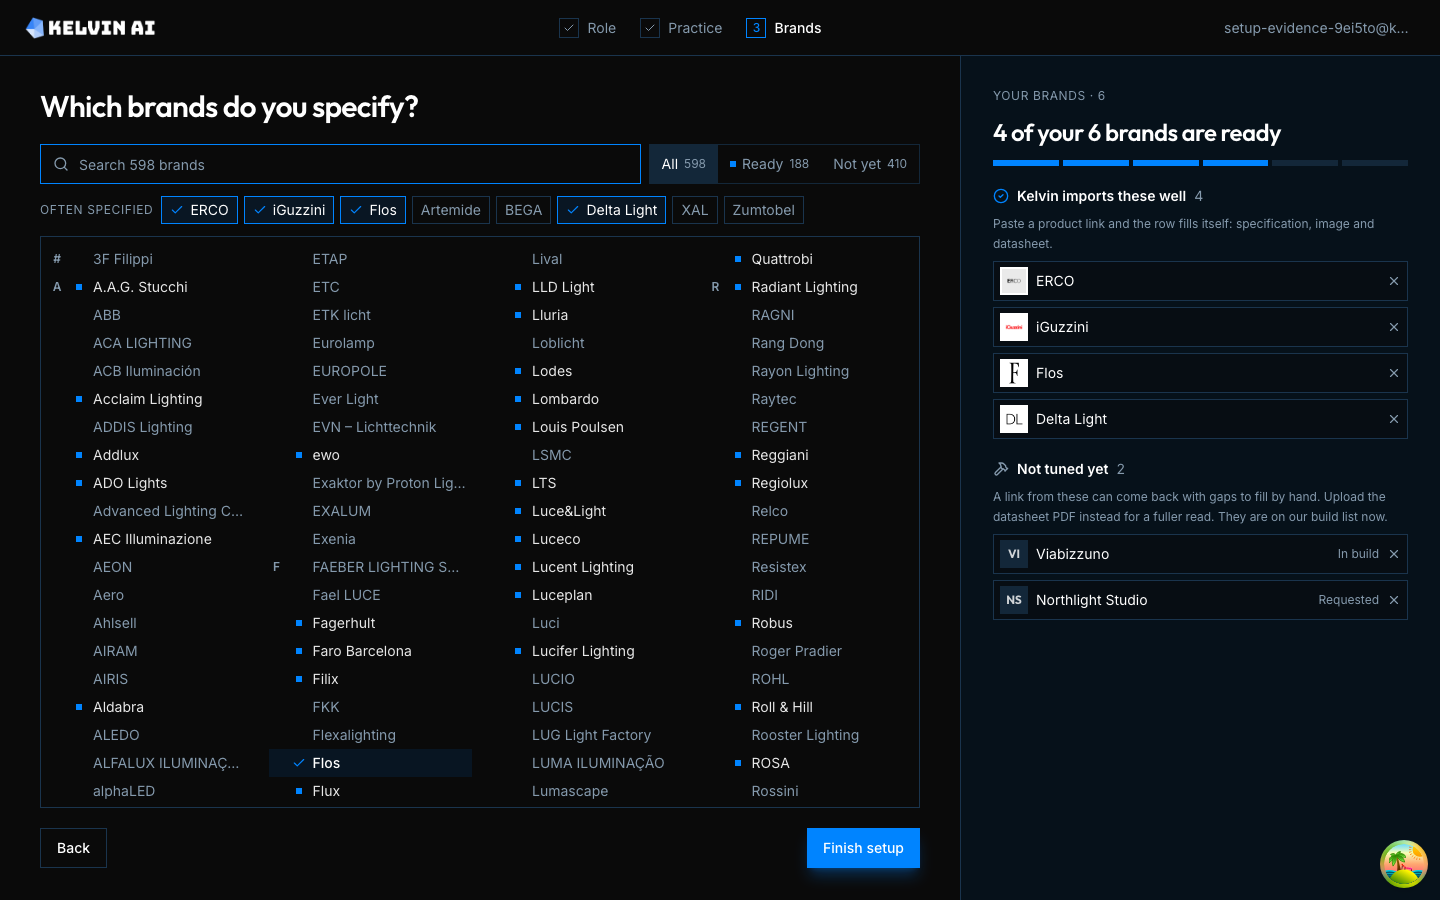 KELVIN AI
Role
Practice
3 Brands
setup-evidence-9ei5to@k...
Which brands do you specify?
Search 598 brands
All 598
Ready 188
Not yet 410
OFTEN SPECIFIED
ERCO
iGuzzini
Flos
Artemide
BEGA
Delta Light
XAL
Zumtobel
#
3F Filippi
A
A.A.G. Stucchi
ABB
ACA LIGHTING
ACB Iluminación
Acclaim Lighting
ADDIS Lighting
Addlux
ADO Lights
Advanced Lighting C...
AEC Illuminazione
AEON
Aero
Ahlsell
AIRAM
AIRIS
Aldabra
ALEDO
ALFALUX ILUMINAÇ...
alphaLED
ETAP
ETC
ETK licht
Eurolamp
EUROPOLE
Ever Light
EVN – Lichttechnik
ewo
Exaktor by Proton Lig...
EXALUM
Exenia
F
FAEBER LIGHTING S...
Fael LUCE
Fagerhult
Faro Barcelona
Filix
FKK
Flexalighting
Flos
Flux
Lival
LLD Light
Lluria
Loblicht
Lodes
Lombardo
Louis Poulsen
LSMC
LTS
Luce&Light
Luceco
Lucent Lighting
Luceplan
Luci
Lucifer Lighting
LUCIO
LUCIS
LUG Light Factory
LUMA ILUMINAÇÃO
Lumascape
Quattrobi
R
Radiant Lighting
RAGNI
Rang Dong
Rayon Lighting
Raytec
REGENT
Reggiani
Regiolux
Relco
REPUME
Resistex
RIDI
Robus
Roger Pradier
ROHL
Roll & Hill
Rooster Lighting
ROSA
Rossini
Back
Finish setup
YOUR BRANDS · 6
4 of your 6 brands are ready
Kelvin imports these well 4
Paste a product link and the row fills itself: specification, image and
datasheet.
ERCO
ERCO
iGuzzini
iGuzzini
F
Flos
DL
Delta Light
Not tuned yet 2
A link from these can come back with gaps to fill by hand. Upload the
datasheet PDF instead for a fuller read. They are on our build list now.
VI
Viabizzuno
In build
NS
Northlight Studio
Requested